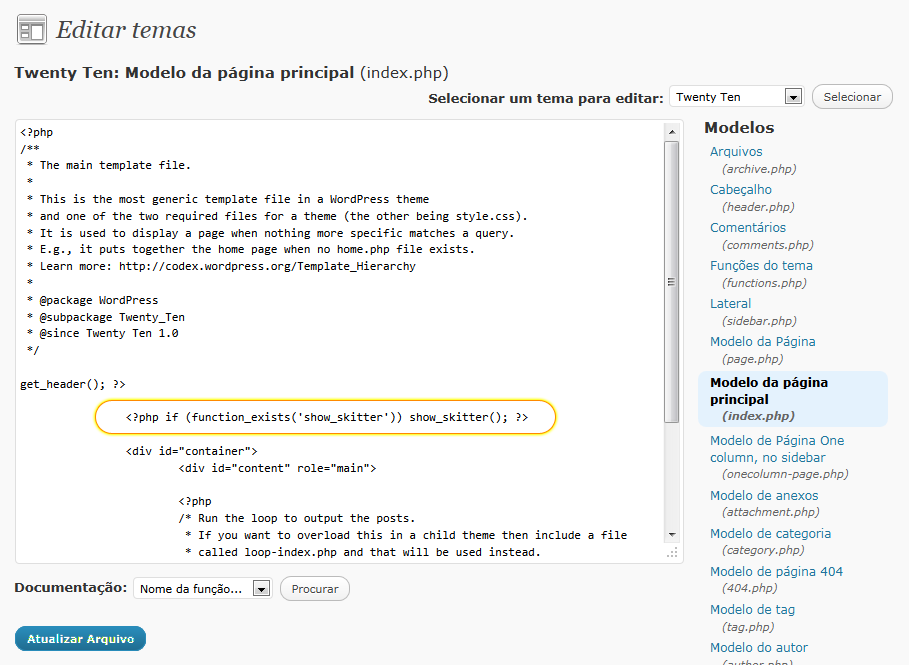 Editar temas
Twenty Ten: Modelo da página principal (index.php)
Selecionar um tema para editar: Twenty Ten Selecionar
<?php
/**
 * The main template file.
 *
 * This is the most generic template file in a WordPress theme
 * and one of the two required files for a theme (the other being style.css).
 * It is used to display a page when nothing more specific matches a query.
 * E.g., it puts together the home page when no home.php file exists.
 * Learn more: http://codex.wordpress.org/Template_Hierarchy
 *
 * @package WordPress
 * @subpackage Twenty_Ten
 * @since Twenty Ten 1.0
 */
get_header(); ?>
<?php if (function_exists('show_skitter')) show_skitter(); ?>
<div id="container">
<div id="content" role="main">
<?php
/* Run the loop to output the posts.
 * If you want to overload this in a child theme then include a file
 * called loop-index.php and that will be used instead.
Documentação: Nome da função... Procurar
Atualizar Arquivo
Modelos
Arquivos
(archive.php)
Cabeçalho
(header.php)
Comentários
(comments.php)
Funções do tema
(functions.php)
Lateral
(sidebar.php)
Modelo da Página
(page.php)
Modelo da página
principal
(index.php)
Modelo de Página One
column, no sidebar
(onecolumn-page.php)
Modelo de anexos
(attachment.php)
Modelo de categoria
(category.php)
Modelo de página 404
(404.php)
Modelo de tag
(tag.php)
Modelo do autor
(author.php)